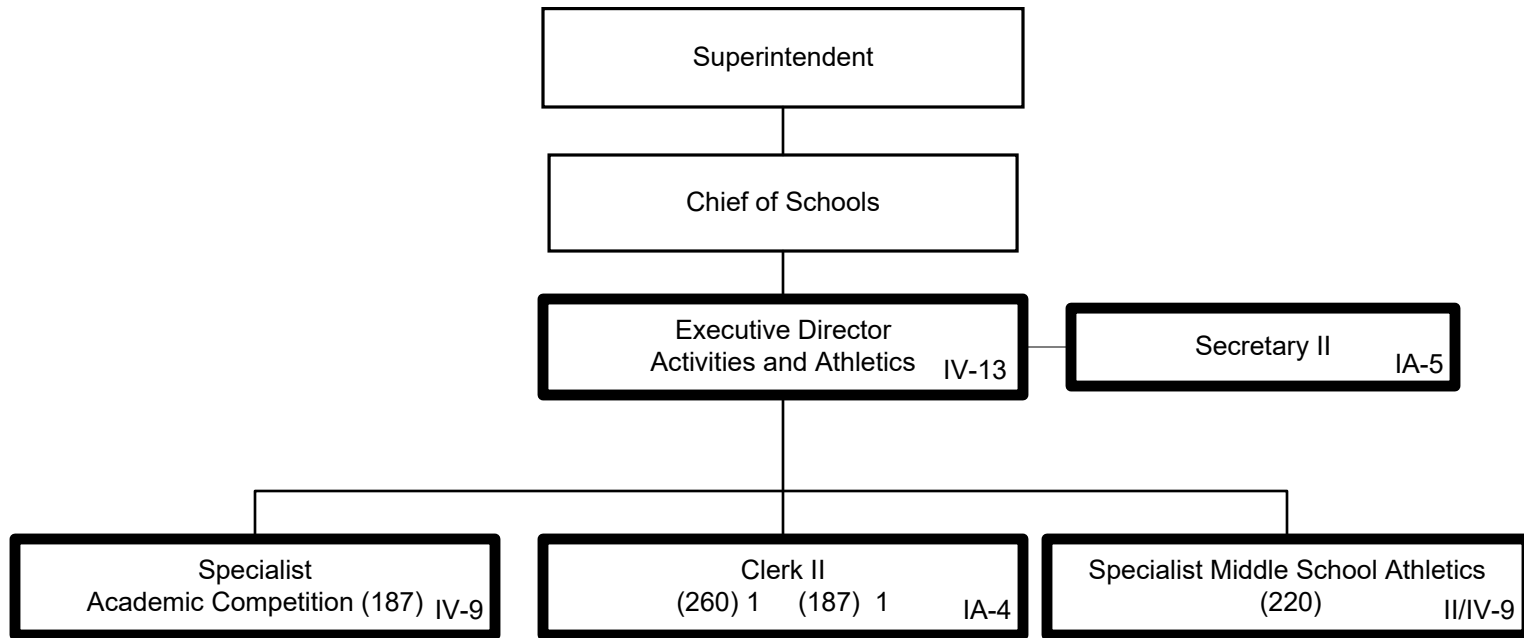 Superintendent
Chief of Schools
Executive Director
Activities and Athletics IV-13
Secretary II
IA-5
Specialist
Academic Competition (187) IV-9
Clerk II
(260) 1 (187) 1
IA-4
Specialist Middle School Athletics
(220)
II/IV-9